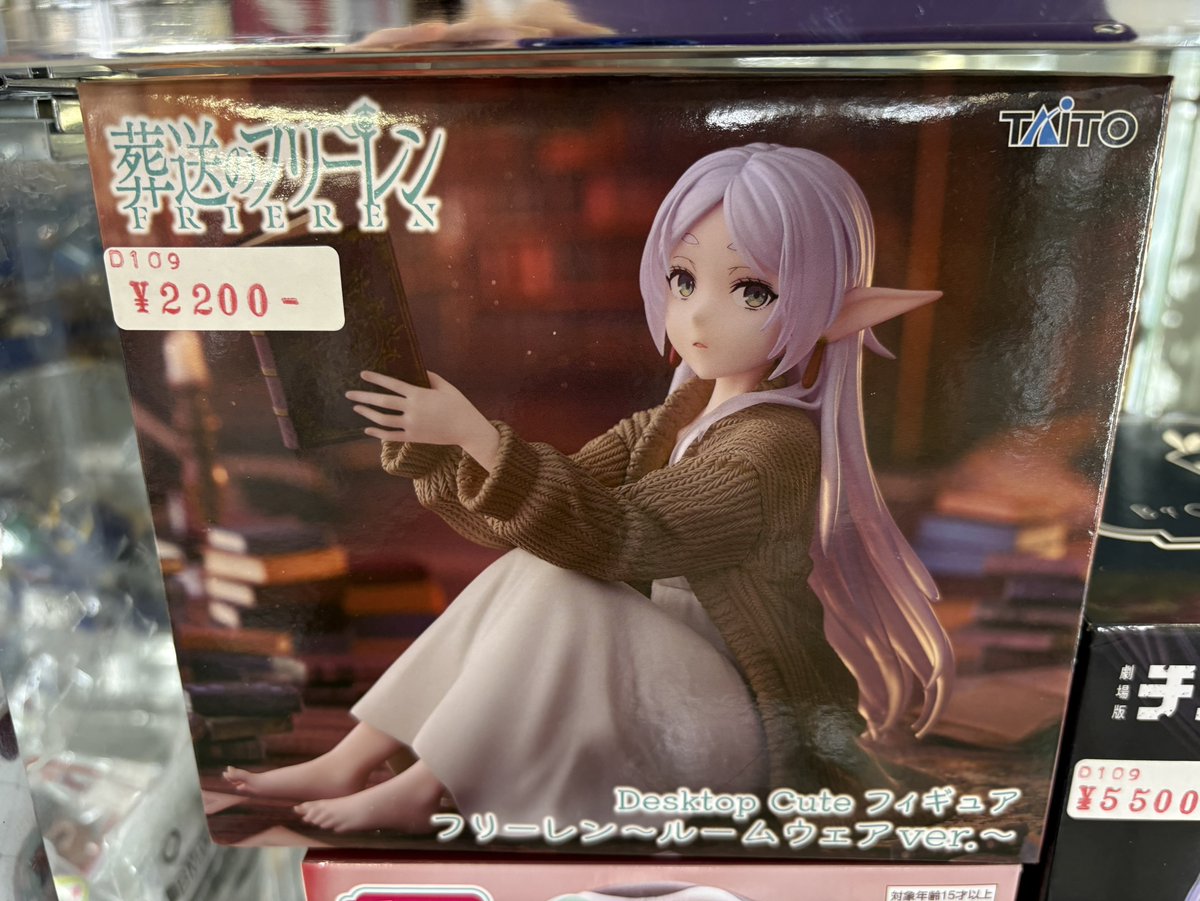 葬送のフリーレン
FRIEREN
TAITO
D109
¥2200-
Desktop Cute フィギュア
フリーレン～ルームウェアver.～
劇場版
チ
D109
¥5500
対象年齢15才以上